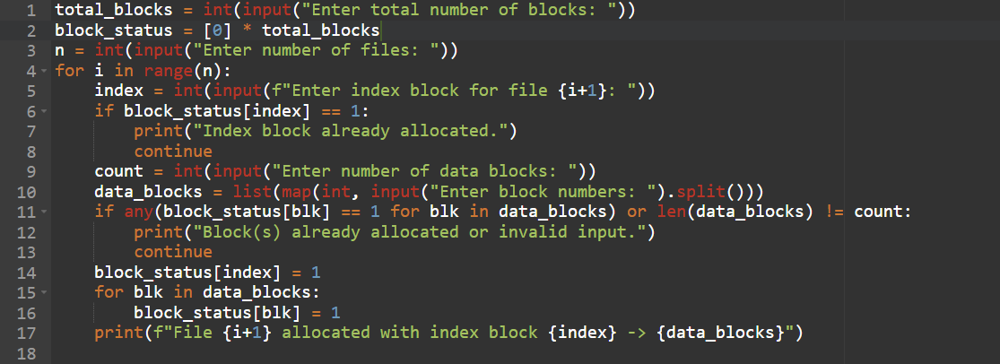 1 total_blocks = int(input("Enter total number of blocks: "))
2 block_status = [0] * total_blocks
3 n = int(input("Enter number of files: "))
4 for i in range(n):
5     index = int(input(f"Enter index block for file {i+1}: "))
6     if block_status[index] == 1:
7         print("Index block already allocated.")
8         continue
9     count = int(input("Enter number of data blocks: "))
10     data_blocks = list(map(int, input("Enter block numbers: ").split()))
11     if any(block_status[blk] == 1 for blk in data_blocks) or len(data_blocks) != count:
12         print("Block(s) already allocated or invalid input.")
13         continue
14     block_status[index] = 1
15     for blk in data_blocks:
16         block_status[blk] = 1
17     print(f"File {i+1} allocated with index block {index} -> {data_blocks}")
18